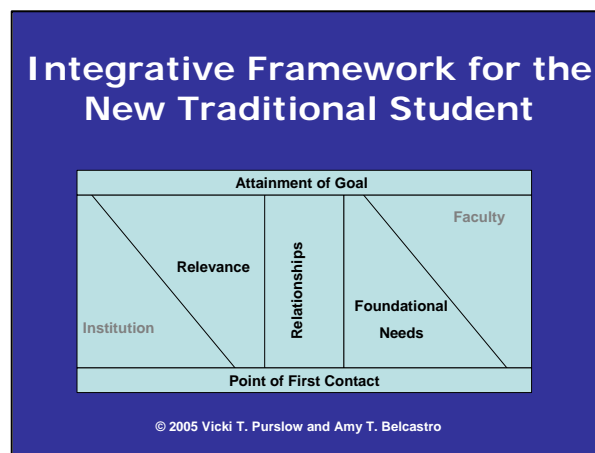 Integrative Framework for the
New Traditional Student
Attainment of Goal
Faculty
Relevance
Relationships
Foundational
Needs
Institution
Point of First Contact
© 2005 Vicki T. Purslow and Amy T. Belcastro